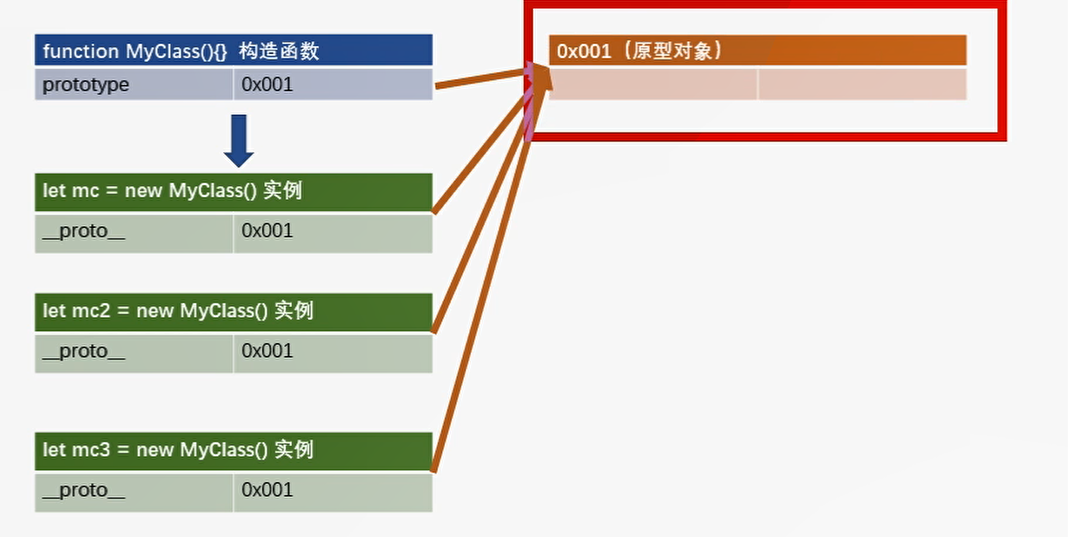 function MyClass(){} 构造函数
prototype 0x001
0x001（原型对象）
let mc = new MyClass() 实例
__proto__ 0x001
let mc2 = new MyClass() 实例
__proto__ 0x001
let mc3 = new MyClass() 实例
__proto__ 0x001